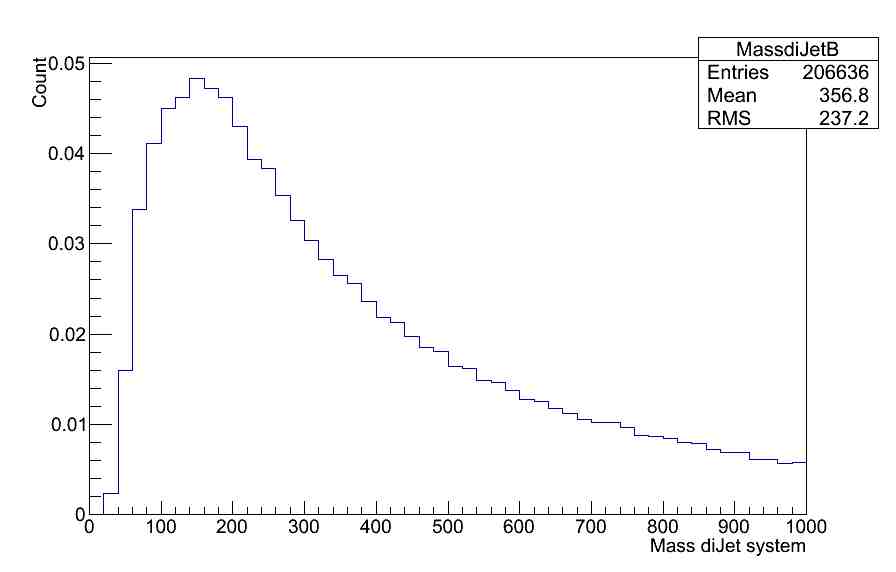 MassdiJetB
Entries 206636
Mean 356.8
RMS 237.2
Count
0.05
0.04
0.03
0.02
0.01
0
0 100 200 300 400 500 600 700 800 900 1000
Mass diJet system